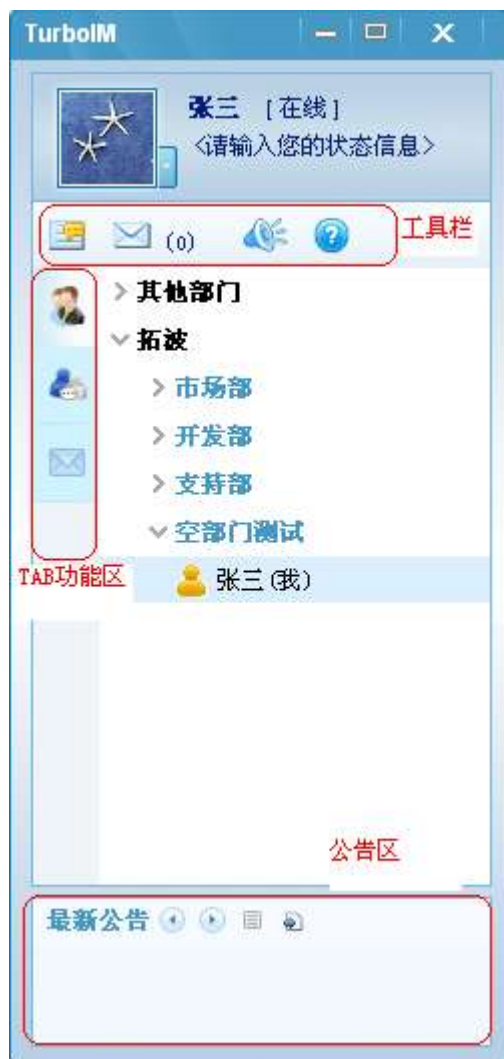 TurboIM
张三 [在线]
<请输入您的状态信息>
(0)
工具栏
其他部门
拓波
市场部
开发部
支持部
空部门测试
TAB功能区
张三(我)
公告区
最新公告